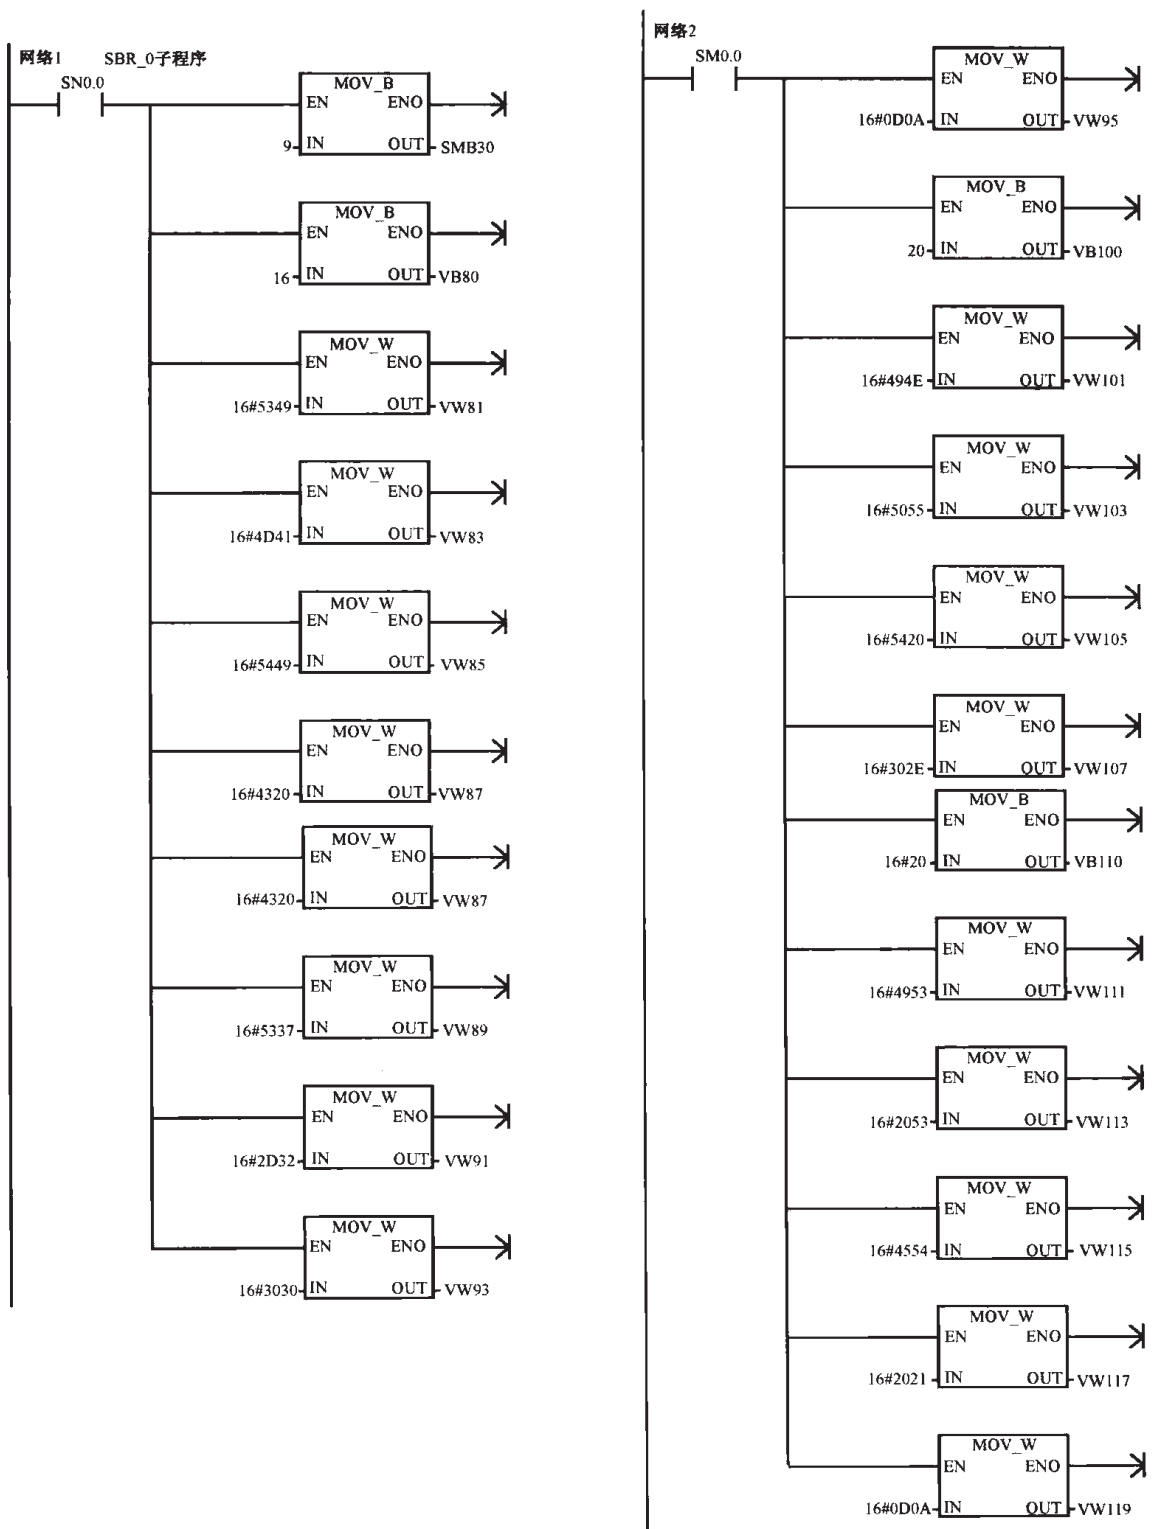 网络1 SBR_0子程序
SN0.0
MOV_B
EN ENO
9 IN OUT SMB30
MOV_B
EN ENO
16 IN OUT VB80
MOV_W
EN ENO
16#5349 IN OUT VW81
MOV_W
EN ENO
16#4D41 IN OUT VW83
MOV_W
EN ENO
16#5449 IN OUT VW85
MOV_W
EN ENO
16#4320 IN OUT VW87
MOV_W
EN ENO
16#4320 IN OUT VW87
MOV_W
EN ENO
16#5337 IN OUT VW89
MOV_W
EN ENO
16#2D32 IN OUT VW91
MOV_W
EN ENO
16#3030 IN OUT VW93
网络2
SM0.0
MOV_W
EN ENO
16#0D0A IN OUT VW95
MOV_B
EN ENO
20 IN OUT VB100
MOV_W
EN ENO
16#494E IN OUT VW101
MOV_W
EN ENO
16#5055 IN OUT VW103
MOV_W
EN ENO
16#5420 IN OUT VW105
MOV_W
EN ENO
16#302E IN OUT VW107
MOV_B
EN ENO
16#20 IN OUT VB110
MOV_W
EN ENO
16#4953 IN OUT VW111
MOV_W
EN ENO
16#2053 IN OUT VW113
MOV_W
EN ENO
16#4554 IN OUT VW115
MOV_W
EN ENO
16#2021 IN OUT VW117
MOV_W
EN ENO
16#0D0A IN OUT VW119